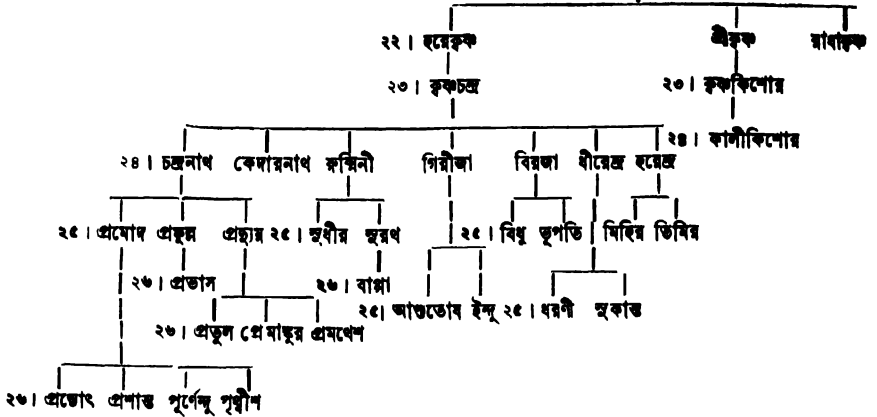 ২২। হরেকৃষ্ণ শ্রীকৃষ্ণ রাধাকৃষ্ণ
২৩। কৃষ্ণচন্দ্র ২৩। কৃষ্ণকিশোর
২৪। কালীকিশোর
২৪। চন্দ্রনাথ কেদারনাথ রুক্মিনী গিরীজা বিরজা ধীরেন্দ্র হরেন্দ্র
২৫। প্রমোদ প্রফুল্ল প্রদ্যুম্ন ২৫। সুধীর সুরথ ২৫। বিধু ভূপতি মিহির তিমির
২৬। প্রভাস ২৬। বাপ্পা
২৫। আশুতোষ ইন্দু ২৫। ধরণী সুকান্ত
২৬। প্রতুল প্রেমাঙ্কুর প্রমথেশ
২৬। প্রদ্যোৎ প্রশান্ত পূর্ণেন্দু পৃথ্বীশ